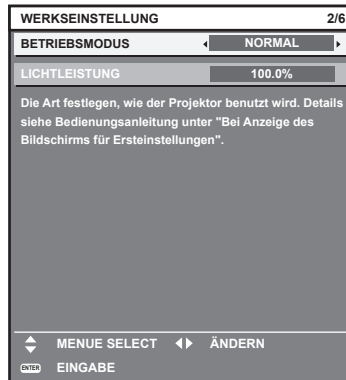 WERKSEINSTELLUNG 2/6
BETRIEBSMODUS NORMAL
LICHTLEISTUNG 100.0%
Die Art festlegen, wie der Projektor benutzt wird. Details
siehe Bedienungsanleitung unter "Bei Anzeige des
Bildschirms für Ersteinstellungen".
MENUE SELECT ÄNDERN
ENTER EINGABE